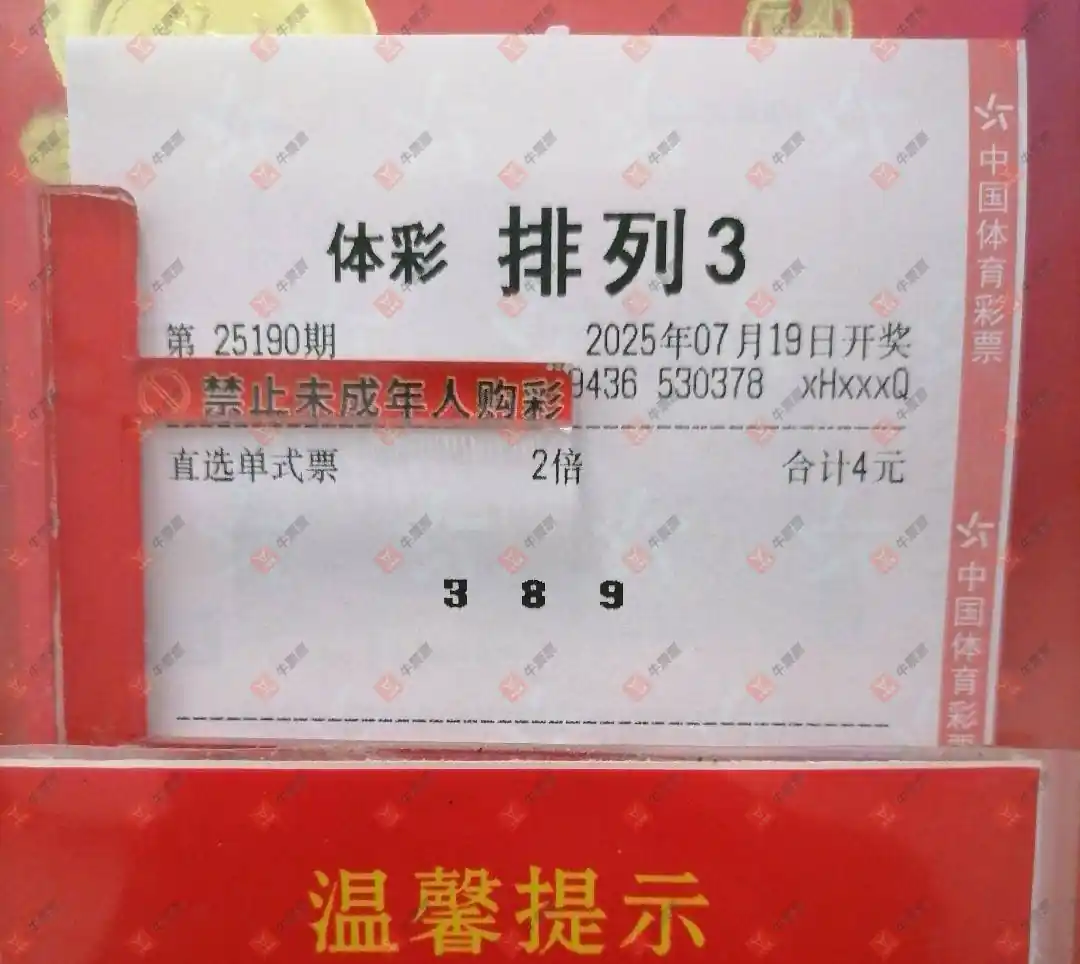 体彩 排列3
第 25190期 2025年07月19日开奖
9436 530378 xHxxxQ
禁止未成年人购彩
直选单式票 2倍 合计4元
3 8 9
中国体育彩票
中国体育彩票
温馨提示
牛票票